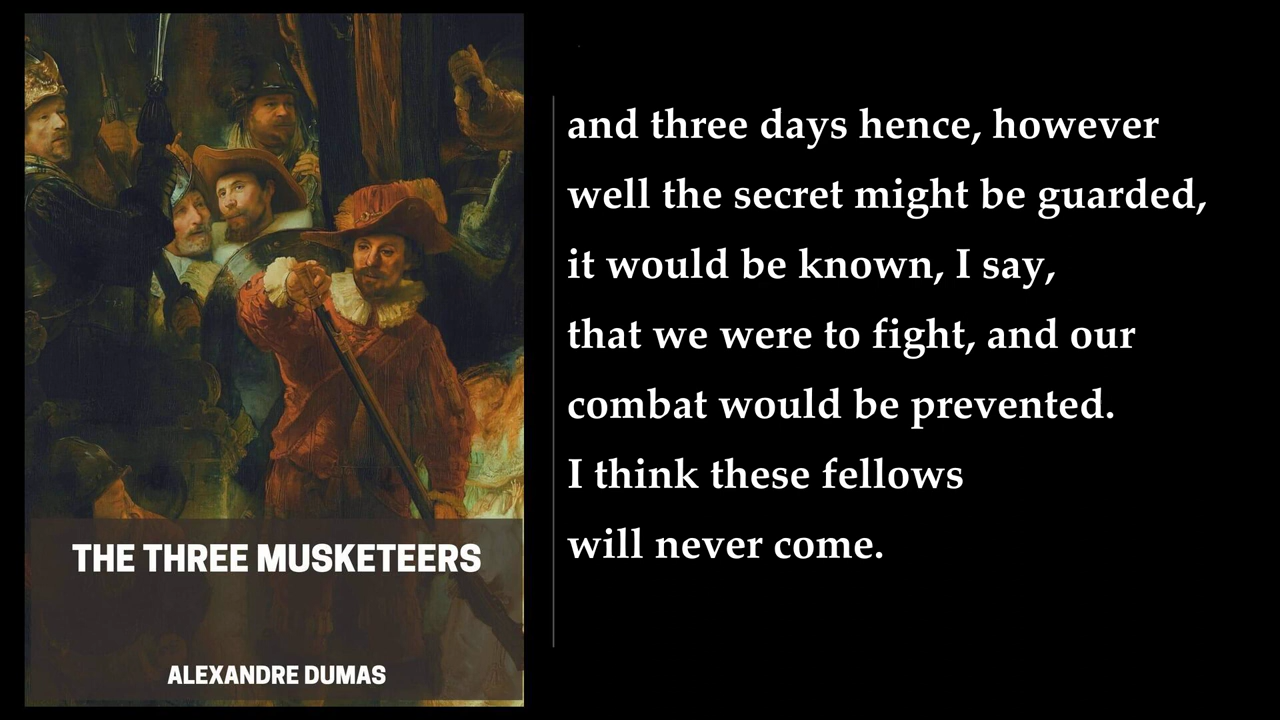 THE THREE MUSKETEERS
ALEXANDRE DUMAS
and three days hence, however
well the secret might be guarded,
it would be known, I say,
that we were to fight, and our
combat would be prevented.
I think these fellows
will never come.